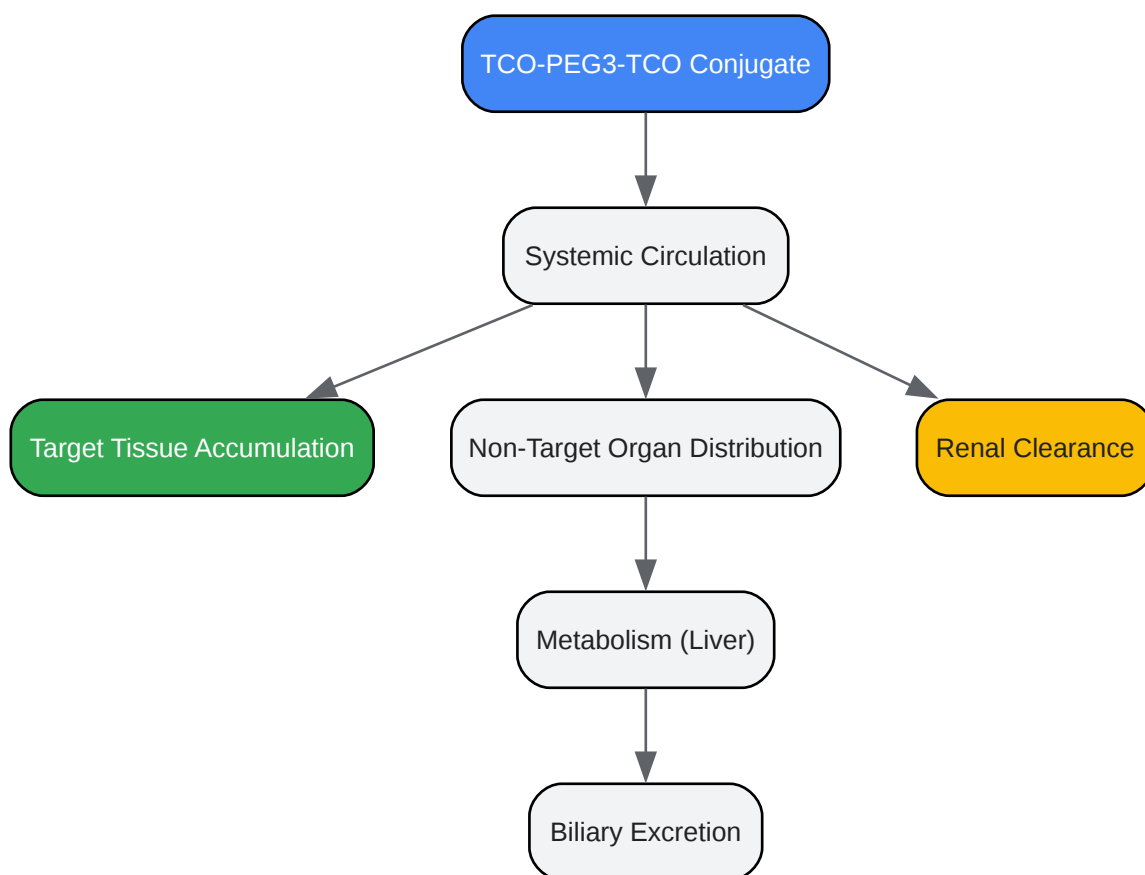 TCO-PEG3-TCO Conjugate
Systemic Circulation
Target Tissue Accumulation
Non-Target Organ Distribution
Renal Clearance
Metabolism (Liver)
Biliary Excretion